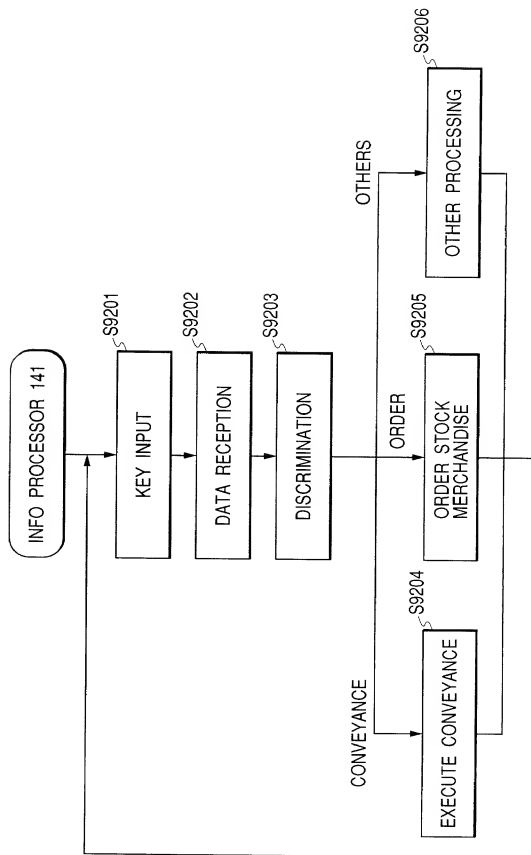 INFO PROCESSOR 141
S9201
KEY INPUT
S9202
DATA RECEPTION
S9203
DISCRIMINATION
CONVEYANCE
ORDER
OTHERS
S9204
EXECUTE CONVEYANCE
S9205
ORDER STOCK
MERCHANDISE
S9206
OTHER PROCESSING